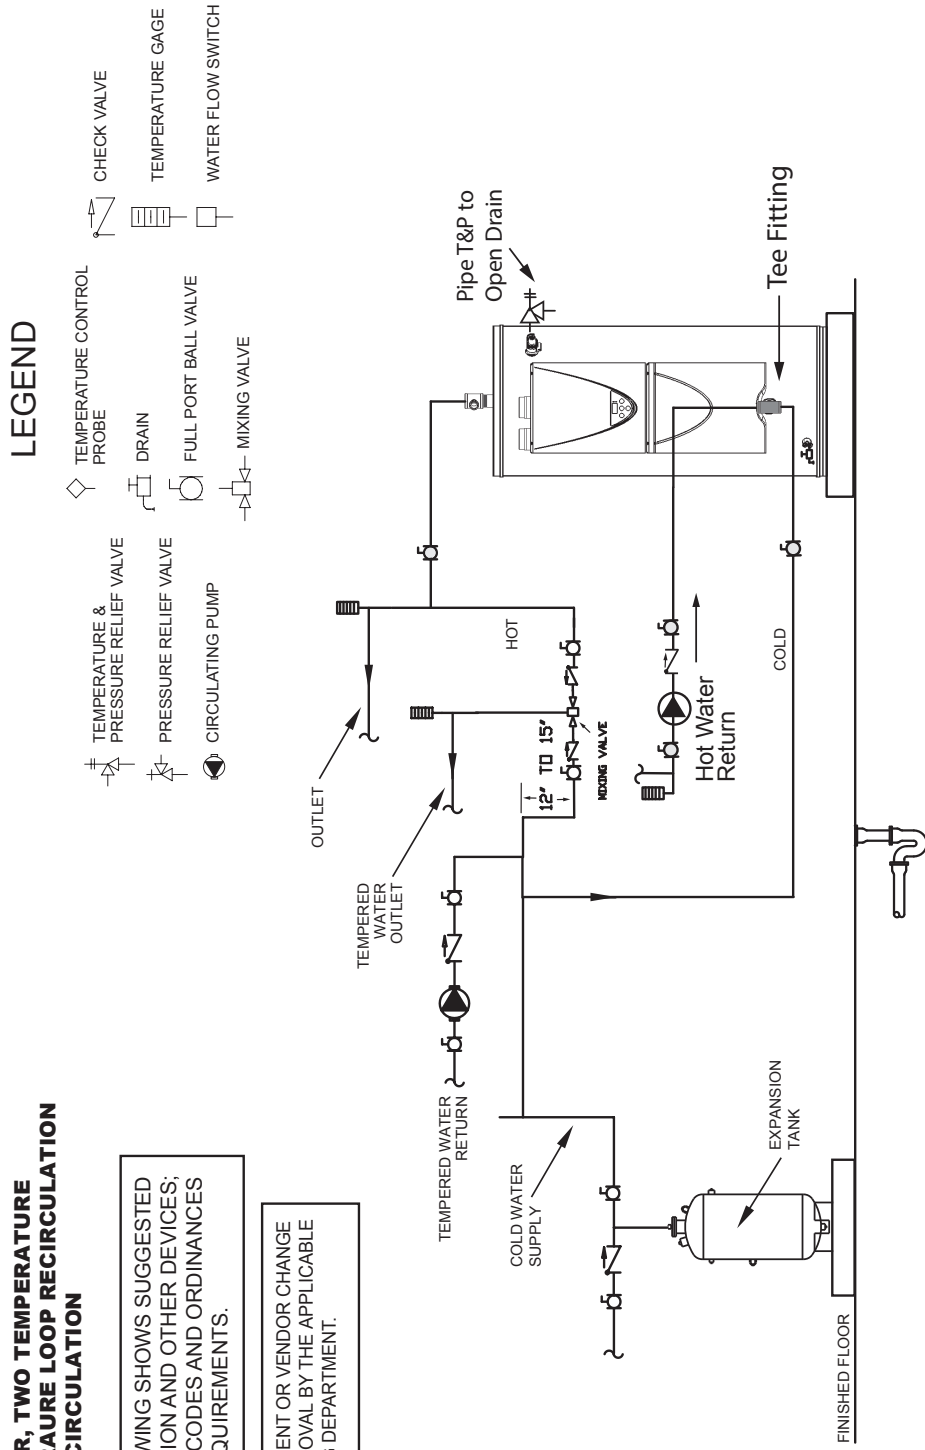 R, TWO TEMPERATURE
RAURE LOOP RECIRCULATION
CIRCULATION
WING SHOWS SUGGESTED
ION AND OTHER DEVICES;
CODES AND ORDINANCES
QUIREMENTS.
ENT OR VENDOR CHANGE
OVAL BY THE APPLICABLE
DEPARTMENT.
LEGEND
TEMPERATURE &
PRESSURE RELIEF VALVE
PRESSURE RELIEF VALVE
CIRCULATING PUMP
TEMPERATURE CONTROL
PROBE
DRAIN
FULL PORT BALL VALVE
MIXING VALVE
CHECK VALVE
TEMPERATURE GAGE
WATER FLOW SWITCH
OUTLET
TEMPERED
WATER
OUTLET
TEMPERED WATER
RETURN
COLD WATER
SUPPLY
HOT
12" TO 15"
MIXING VALVE
Hot Water
Return
COLD
Pipe T&P to
Open Drain
Tee Fitting
EXPANSION
TANK
FINISHED FLOOR